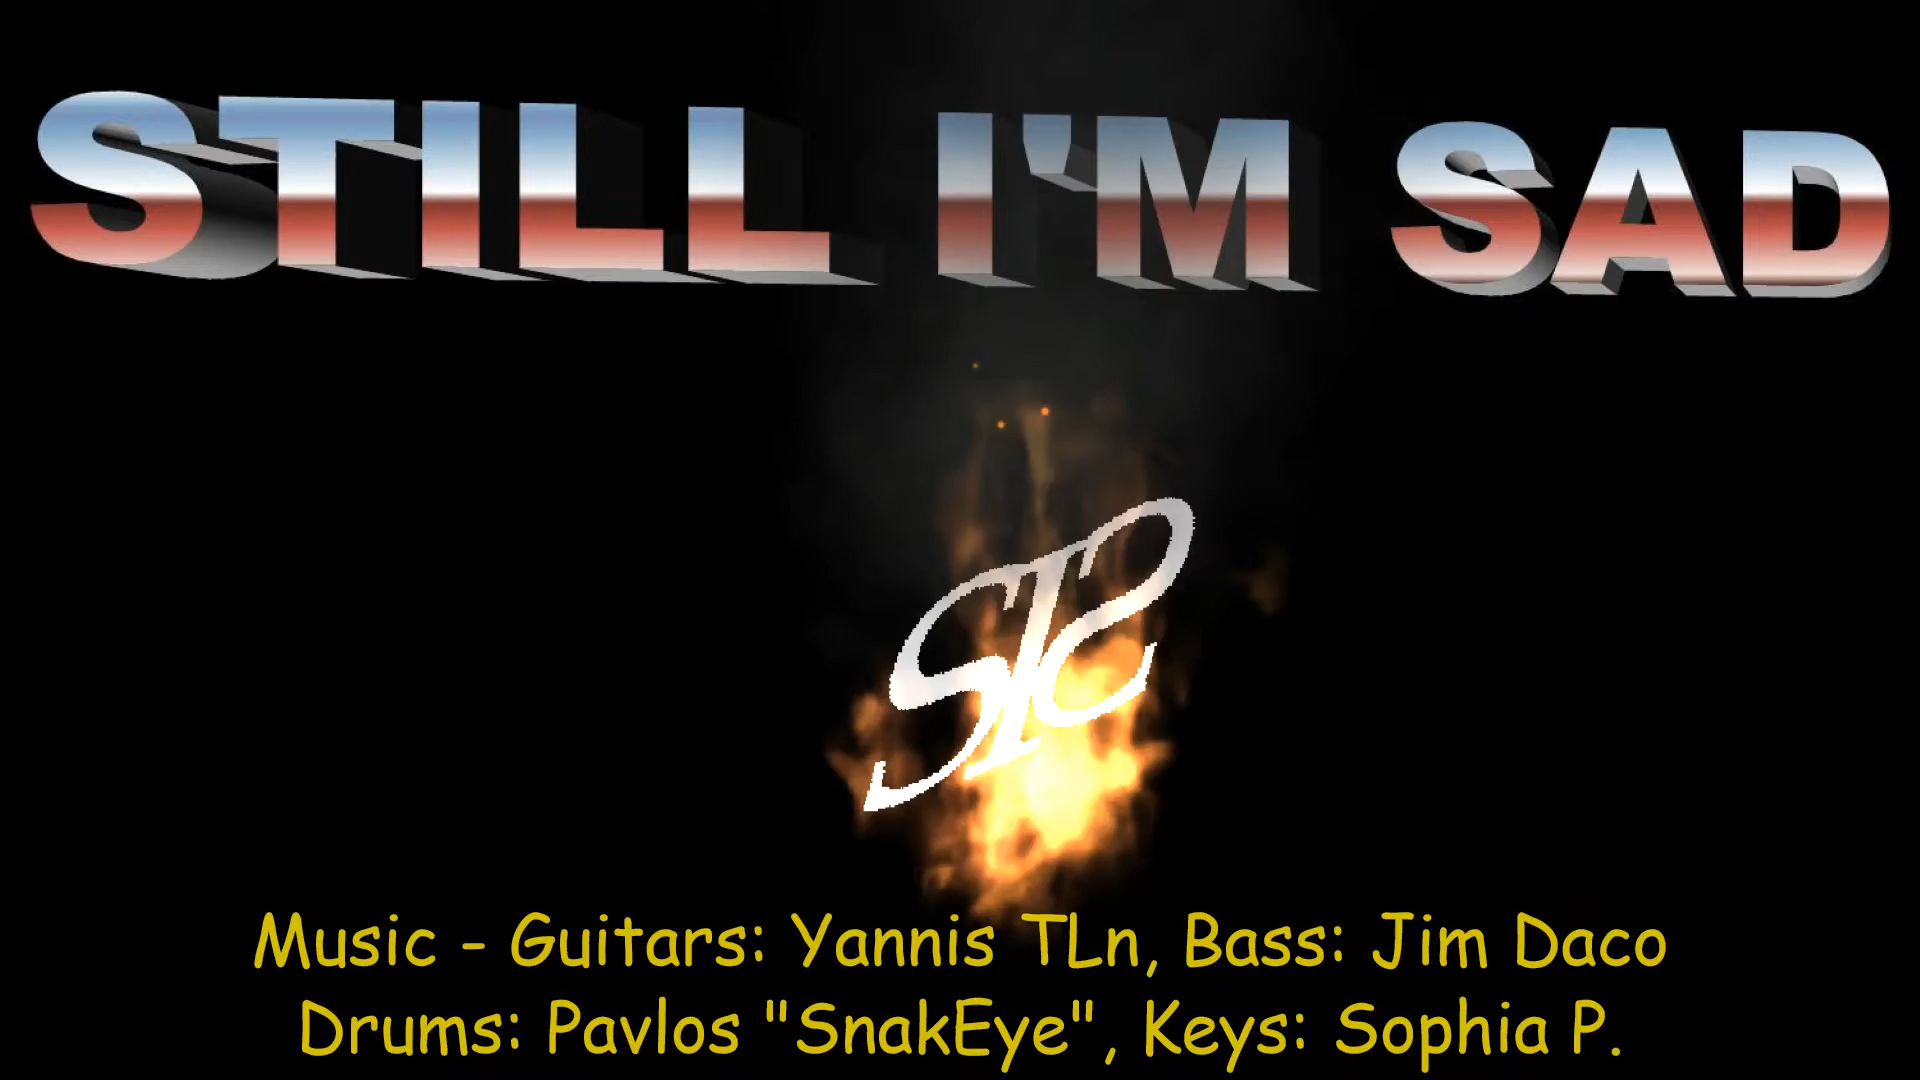 STILL I'M SAD
Music - Guitars: Yannis TLn, Bass: Jim Daco
Drums: Pavlos "SnakEye", Keys: Sophia P.